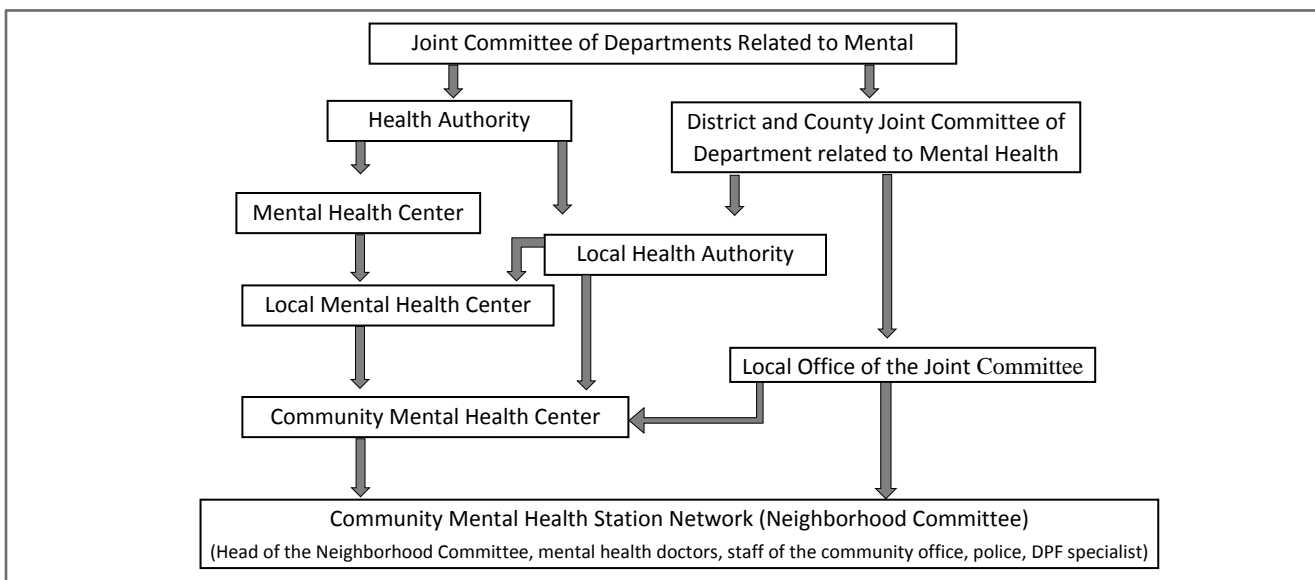 Joint Committee of Departments Related to Mental
Health Authority
District and County Joint Committee of
Department related to Mental Health
Mental Health Center
Local Health Authority
Local Mental Health Center
Local Office of the Joint Committee
Community Mental Health Center
Community Mental Health Station Network (Neighborhood Committee)
(Head of the Neighborhood Committee, mental health doctors, staff of the community office, police, DPF specialist)